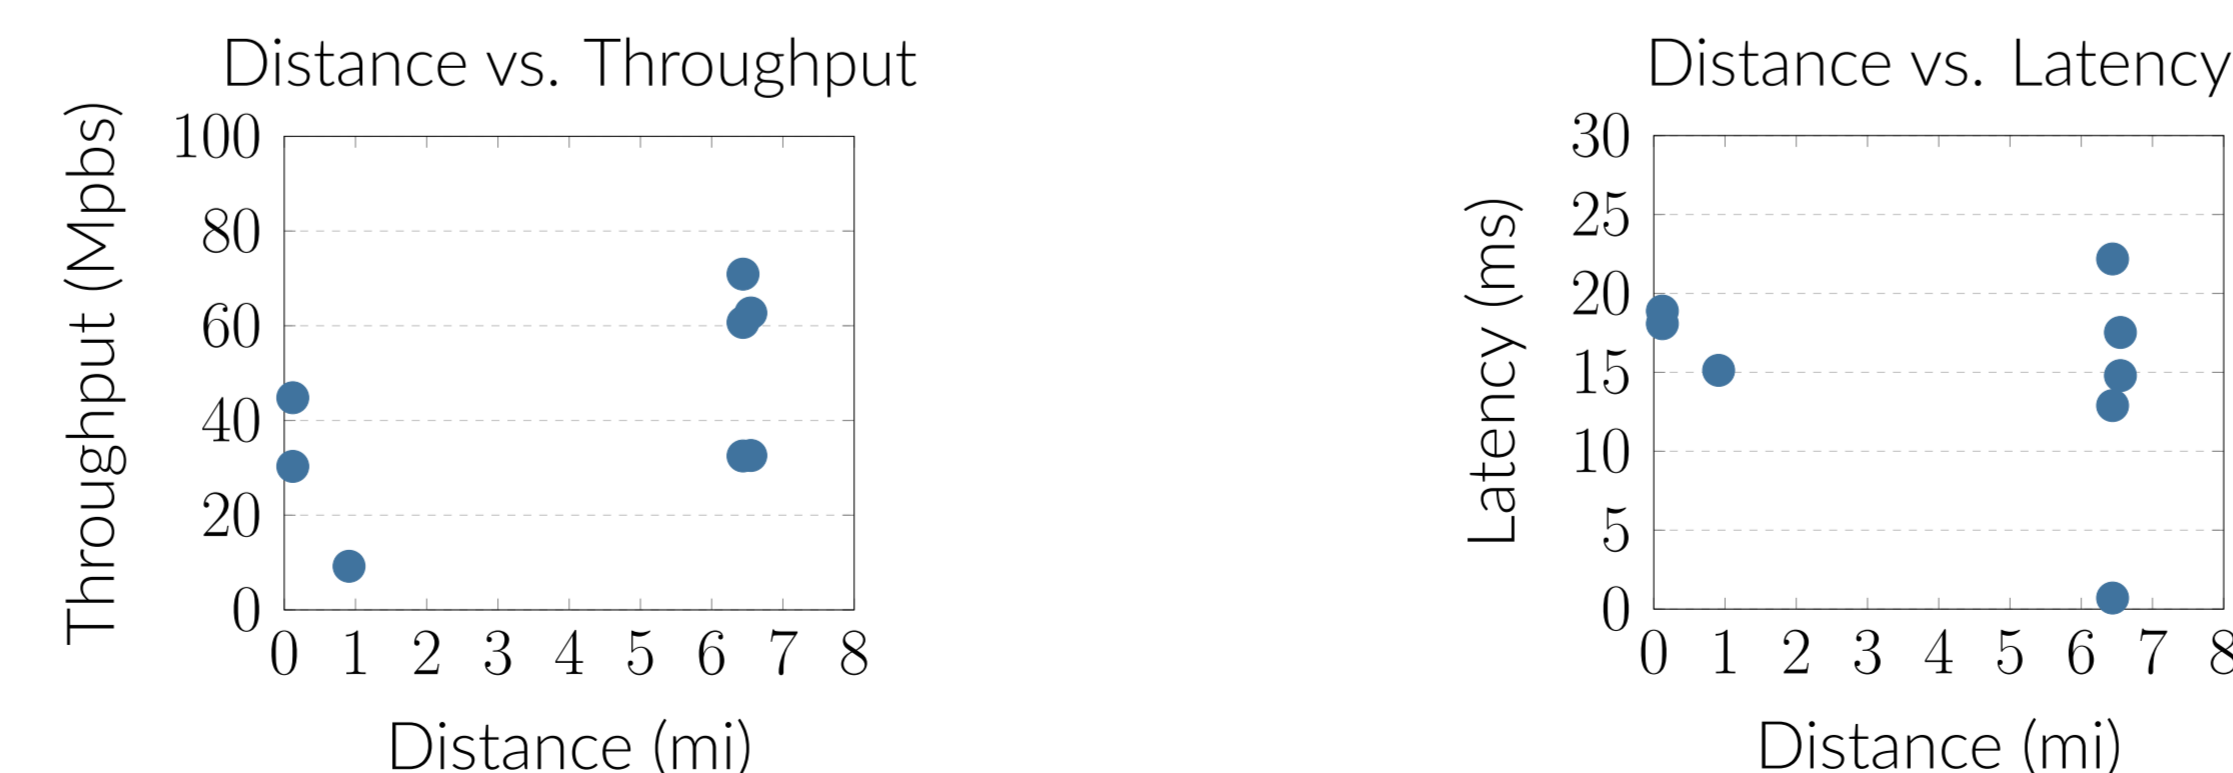 Distance vs. Throughput
Throughput (Mpbs)
100
80
60
40
20
0
0 1 2 3 4 5 6 7 8
Distance (mi)
Distance vs. Latency
Latency (ms)
30
25
20
15
10
5
0
0 1 2 3 4 5 6 7 8
Distance (mi)